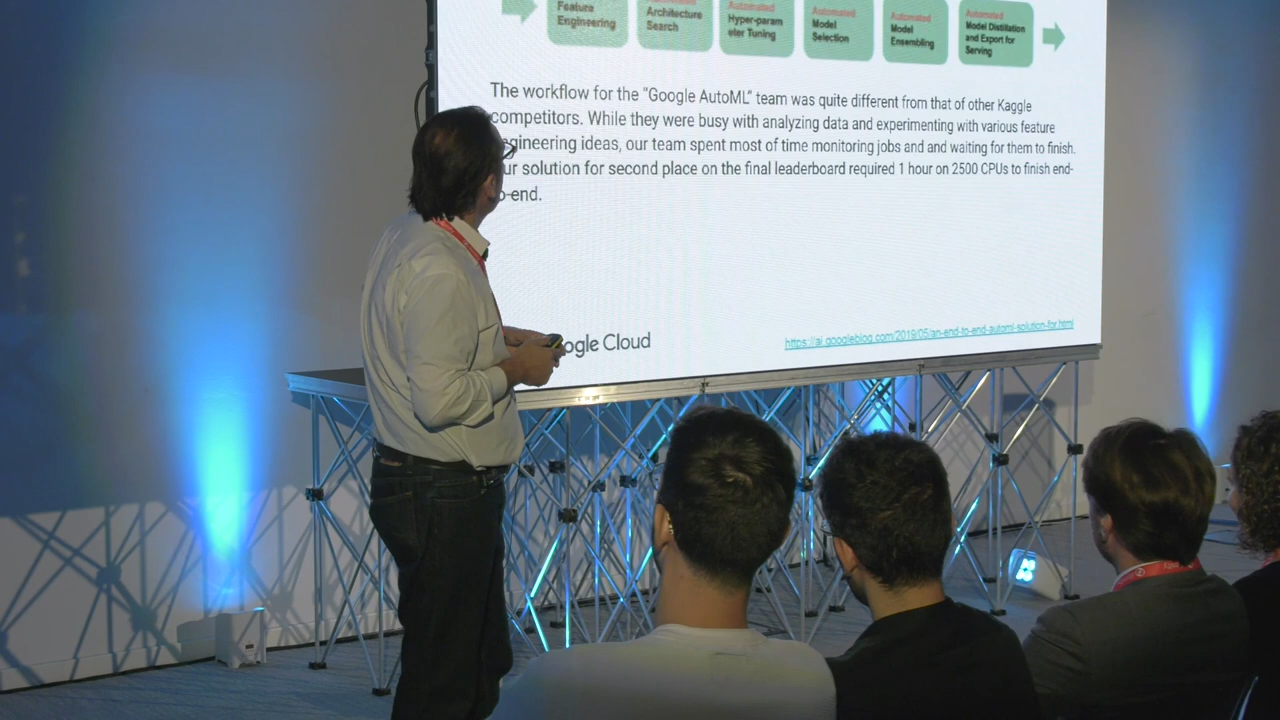 Feature
Engineering
Architecture
Search
Hyper-param
eter Tuning
Automated
Model
Selection
Automated
Model
Ensembling
Automated
Model Distillation
and Export for
Serving
The workflow for the "Google AutoML" team was quite different from that of other Kaggle
competitors. While they were busy with analyzing data and experimenting with various feature
gineering ideas, our team spent most of time monitoring jobs and and waiting for them to finish.
ur solution for second place on the final leaderboard required 1 hour on 2500 CPUs to finish end-
o-end.
ogle Cloud
https://ai.googleblog.com/2019/05/an-end-to-end-automl-solution-for.html